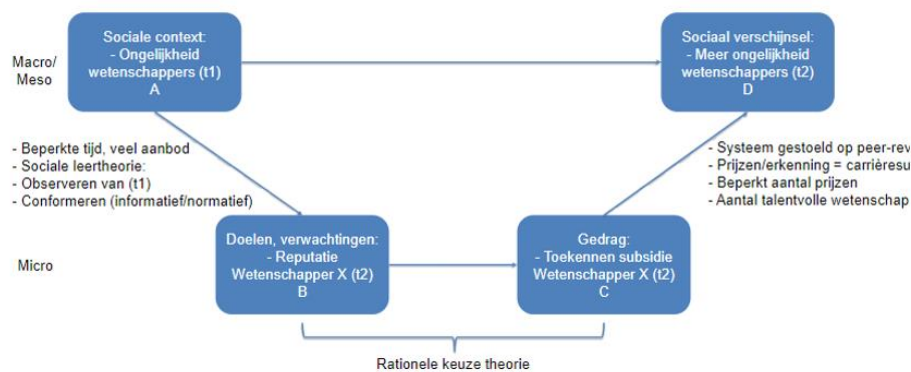 Sociale context:
- Ongelijkheid
wetenschappers (t1)
A
Sociaal verschijnsel:
- Meer ongelijkheid
wetenschappers (t2)
D
Macro/
Meso
- Beperkte tijd, veel aanbod
- Sociale leertheorie:
- Observeren van (t1)
- Conformeren (informatief/normatief)
- Systeem gestoeld op peer-rev
- Prijzen/erkenning = carrièresu
- Beperkt aantal prijzen
- Aantal talentvolle wetenschap
Micro
Doelen, verwachtingen:
- Reputatie
Wetenschapper X (t2)
B
Gedrag:
- Toekennen subsidie
Wetenschapper X (t2)
C
Rationele keuze theorie